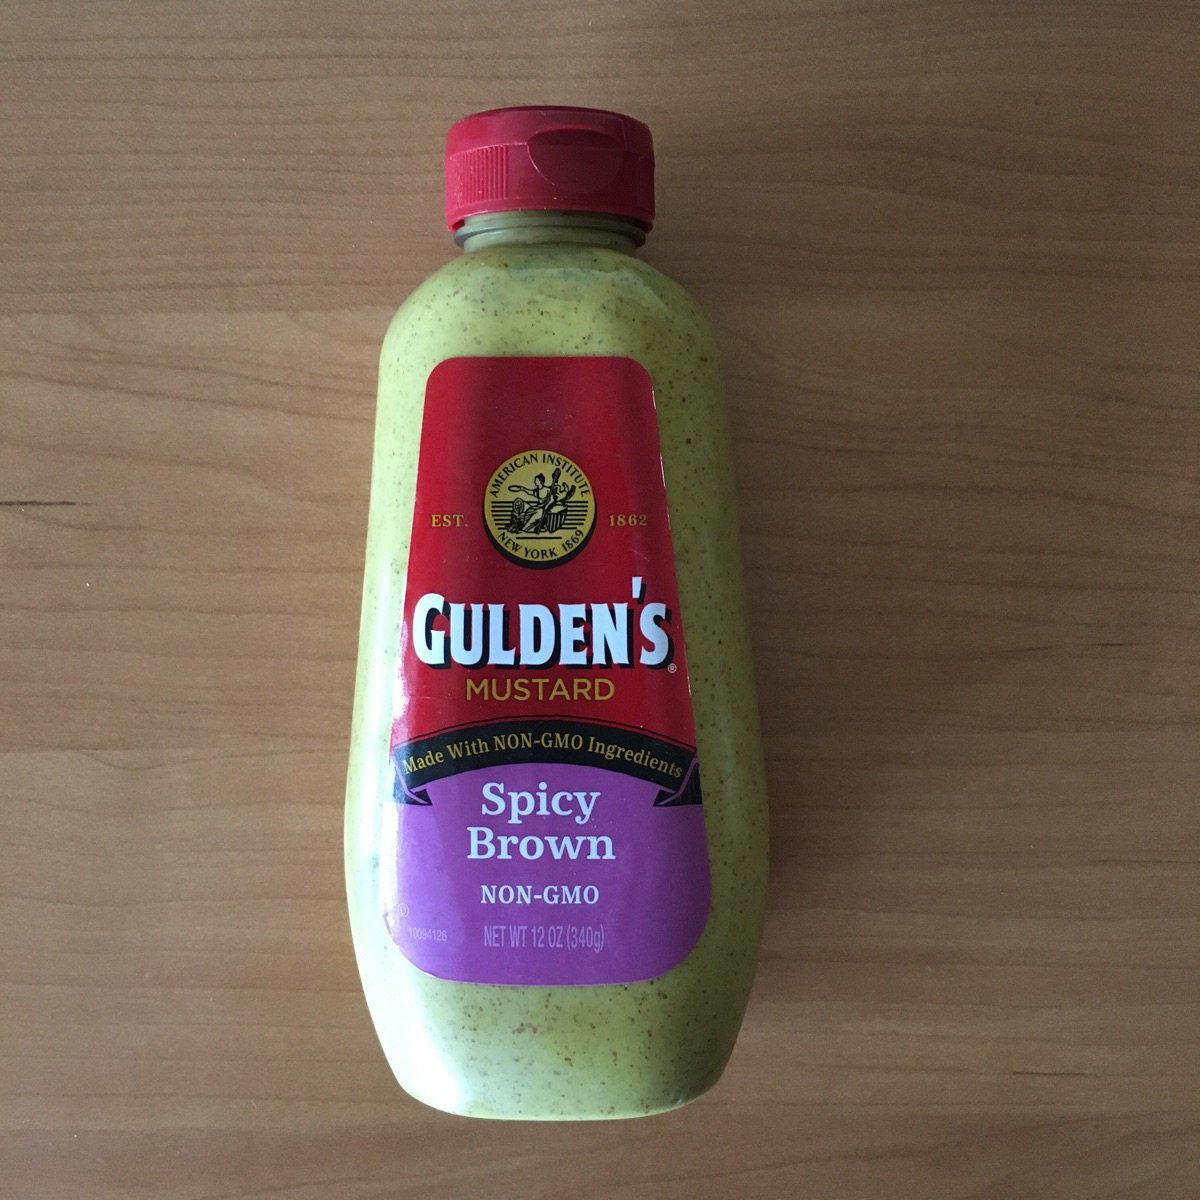 AMERICAN INSTITUTE
EST. 1862
NEW YORK 1869
GULDEN'S®
MUSTARD
Made With NON-GMO Ingredients
Spicy
Brown
NON-GMO
10094126
NET WT 12 OZ (340g)